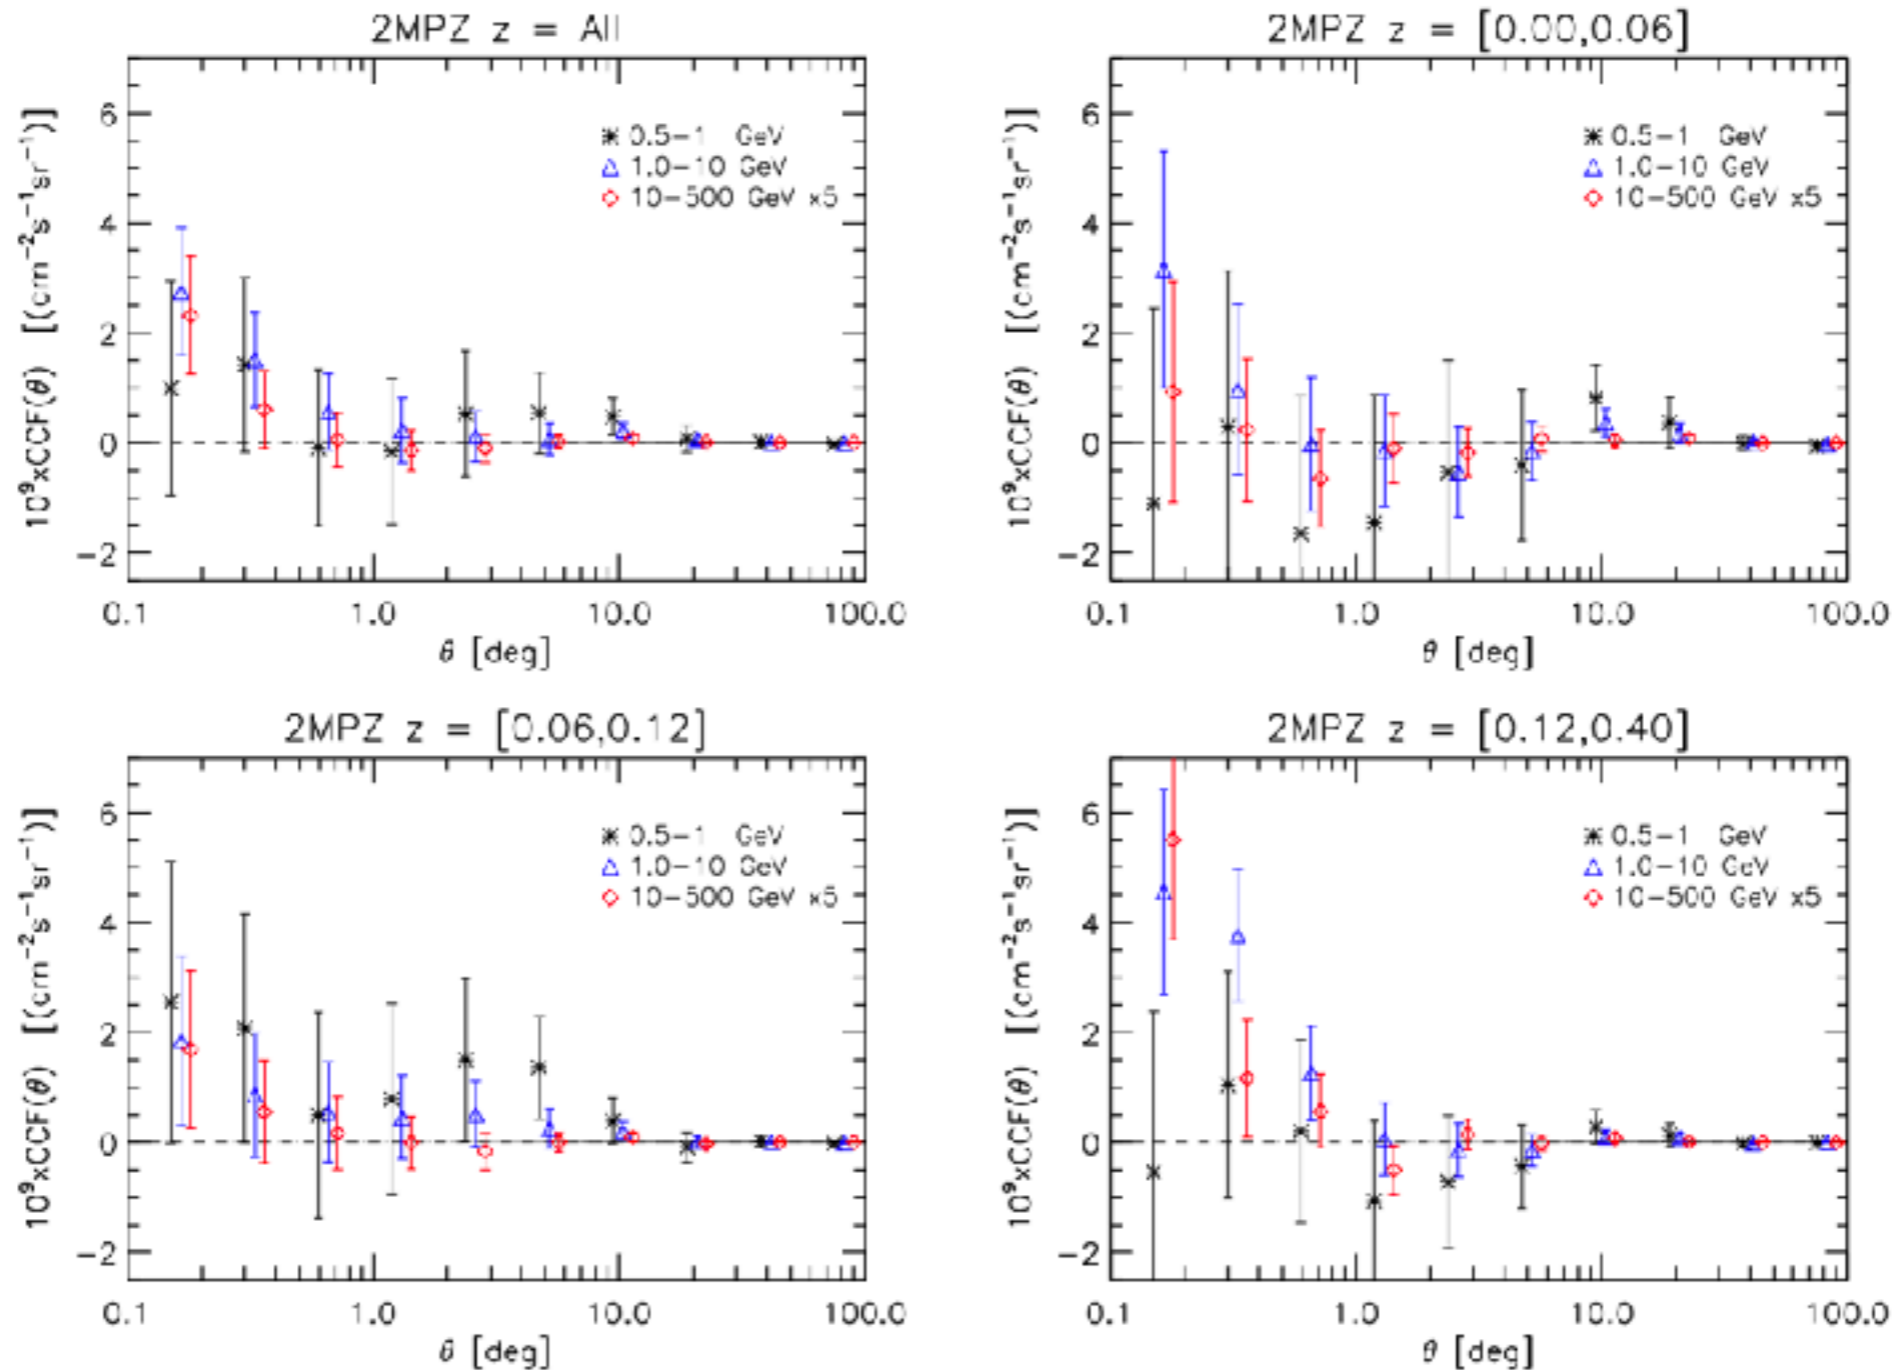 2MPZ z = All
10⁹xCCF(θ) [(cm⁻²s⁻¹sr⁻¹)]
6
4
2
0
−2
0.5−1 GeV
1.0−10 GeV
10−500 GeV x5
0.1 1.0 10.0 100.0
θ [deg]
2MPZ z = [0.00,0.06]
10⁹xCCF(θ) [(cm⁻²s⁻¹sr⁻¹)]
6
4
2
0
−2
0.5−1 GeV
1.0−10 GeV
10−500 GeV x5
0.1 1.0 10.0 100.0
θ [deg]
2MPZ z = [0.06,0.12]
10⁹xCCF(θ) [(cm⁻²s⁻¹sr⁻¹)]
6
4
2
0
−2
0.5−1 GeV
1.0−10 GeV
10−500 GeV x5
0.1 1.0 10.0 100.0
θ [deg]
2MPZ z = [0.12,0.40]
10⁹xCCF(θ) [(cm⁻²s⁻¹sr⁻¹)]
6
4
2
0
−2
0.5−1 GeV
1.0−10 GeV
10−500 GeV x5
0.1 1.0 10.0 100.0
θ [deg]